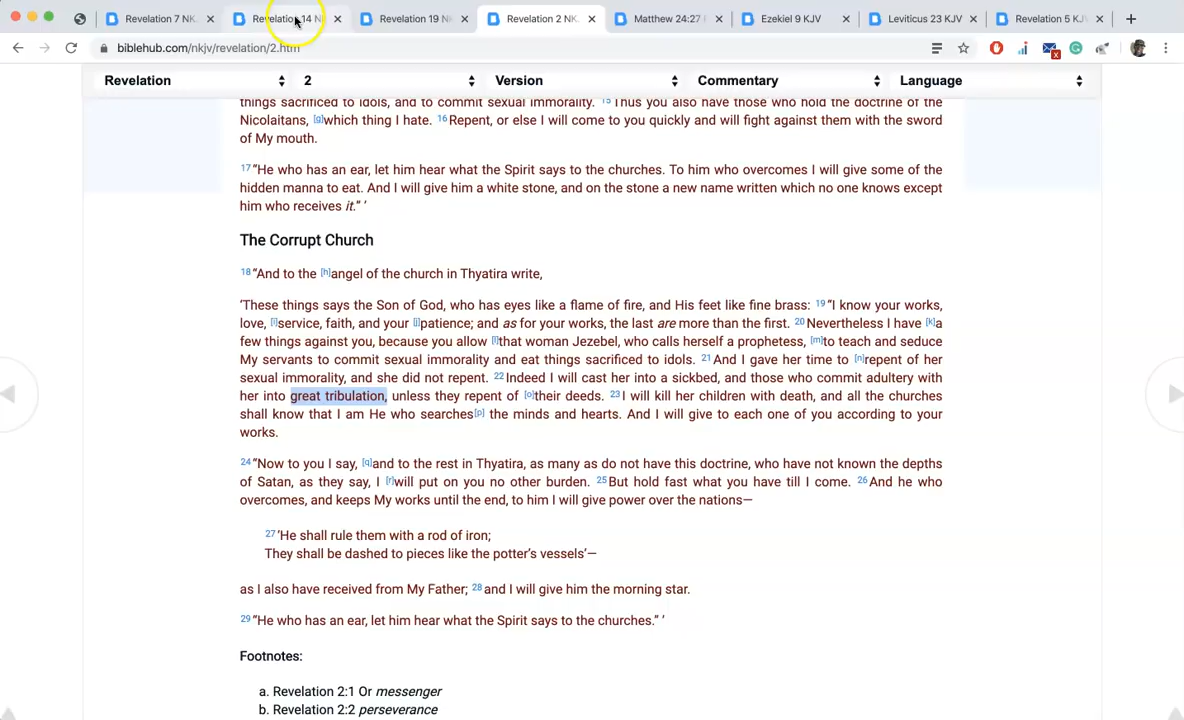 Revelation 7 NK. Revelation 14 N Revelation 19 NK. Revelation 2 NK. Matthew 24:27 Ezekiel 9 KJV Leviticus 23 KJV Revelation 5 KJ
biblehub.com/nkjv/revelation/2.htm
Revelation 2 Version Commentary Language
things sacrificed to idols, and to commit sexual immorality. 15Thus you also have those who hold the doctrine of the
Nicolaitans, [g]which thing I hate. 16Repent, or else I will come to you quickly and will fight against them with the sword
of My mouth.
17“He who has an ear, let him hear what the Spirit says to the churches. To him who overcomes I will give some of the
hidden manna to eat. And I will give him a white stone, and on the stone a new name written which no one knows except
him who receives it.” ’
The Corrupt Church
18“And to the [h]angel of the church in Thyatira write,
‘These things says the Son of God, who has eyes like a flame of fire, and His feet like fine brass: 19“I know your works,
love, [i]service, faith, and your [j]patience; and as for your works, the last are more than the first. 20Nevertheless I have [k]a
few things against you, because you allow [l]that woman Jezebel, who calls herself a prophetess, [m]to teach and seduce
My servants to commit sexual immorality and eat things sacrificed to idols. 21And I gave her time to [n]repent of her
sexual immorality, and she did not repent. 22Indeed I will cast her into a sickbed, and those who commit adultery with
her into great tribulation, unless they repent of [o]their deeds. 23I will kill her children with death, and all the churches
shall know that I am He who searches[p] the minds and hearts. And I will give to each one of you according to your
works.
24“Now to you I say, [q]and to the rest in Thyatira, as many as do not have this doctrine, who have not known the depths
of Satan, as they say, I [r]will put on you no other burden. 25But hold fast what you have till I come. 26And he who
overcomes, and keeps My works until the end, to him I will give power over the nations—
27‘He shall rule them with a rod of iron;
They shall be dashed to pieces like the potter’s vessels’—
as I also have received from My Father; 28and I will give him the morning star.
29“He who has an ear, let him hear what the Spirit says to the churches.” ’
Footnotes:
a. Revelation 2:1 Or messenger
b. Revelation 2:2 perseverance